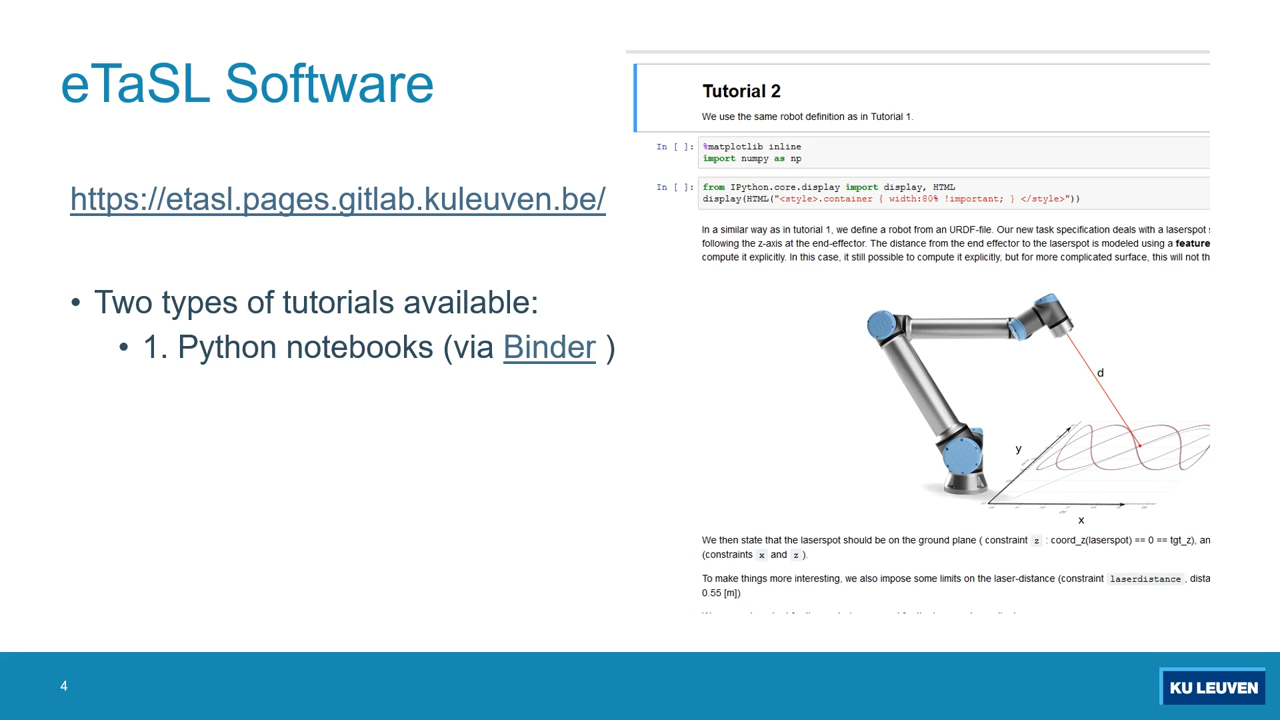 eTaSL Software
https://etasl.pages.gitlab.kuleuven.be/
• Two types of tutorials available:
• 1. Python notebooks (via Binder )
Tutorial 2
We use the same robot definition as in Tutorial 1.
In [ ]: %matplotlib inline
import numpy as np
In [ ]: from IPython.core.display import display, HTML
display(HTML("<style>.container { width:80% !important; } </style>"))
In a similar way as in tutorial 1, we define a robot from an URDF-file. Our new task specification deals with a laserspot
following the z-axis at the end-effector. The distance from the end effector to the laserspot is modeled using a feature
compute it explicitly. In this case, it still possible to compute it explicitly, but for more complicated surface, this will not th
d
y
x
We then state that the laserspot should be on the ground plane ( constraint z : coord_z(laserspot) == 0 == tgt_z), an
(constraints x and z ).
To make things more interesting, we also impose some limits on the laser-distance (constraint laserdistance , dista
0.55 [m])
4
KU LEUVEN